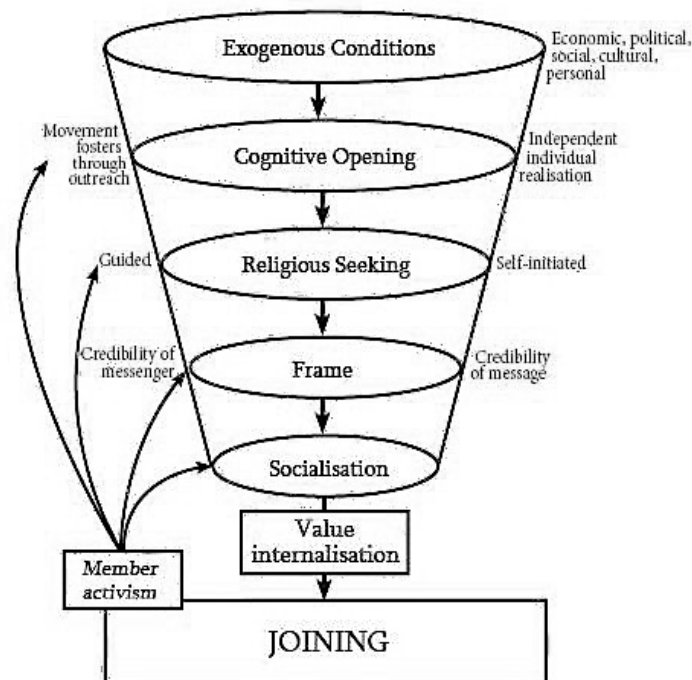 Exogenous Conditions
Economic, political,
social, cultural,
personal
Movement
fosters
through
outreach
Cognitive Opening
Independent
individual
realisation
Guided
Religious Seeking
Self-initiated
Credibility of
messenger
Frame
Credibility
of message
Socialisation
Value
internalisation
Member
activism
JOINING